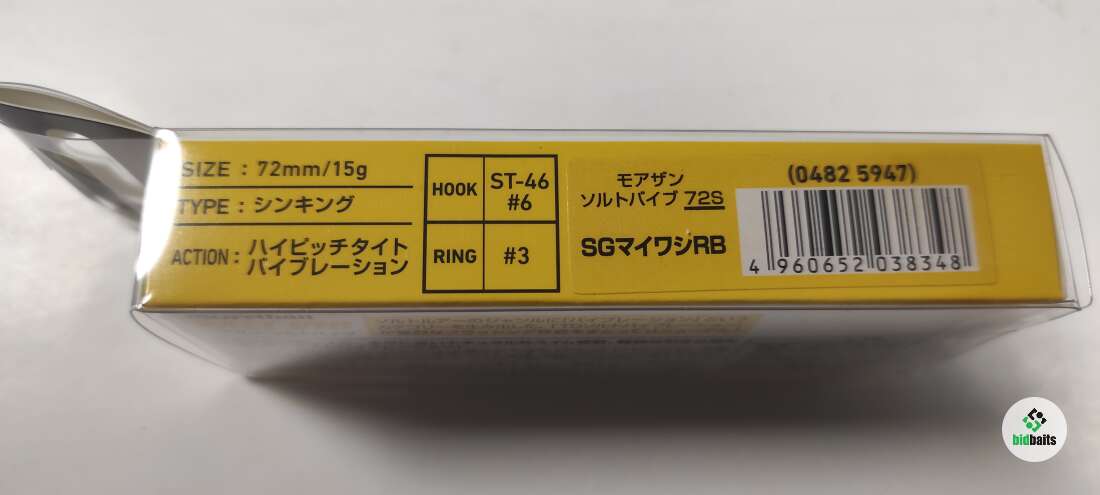 SIZE : 72mm/15g
TYPE : シンキング
ACTION : ハイピッチタイト
バイブレーション
HOOK ST-46
#6
RING #3
モアザン
ソルトバイブ 72S
SGマイワシRB
(0482 5947)
4 960652 038348
bidbaits